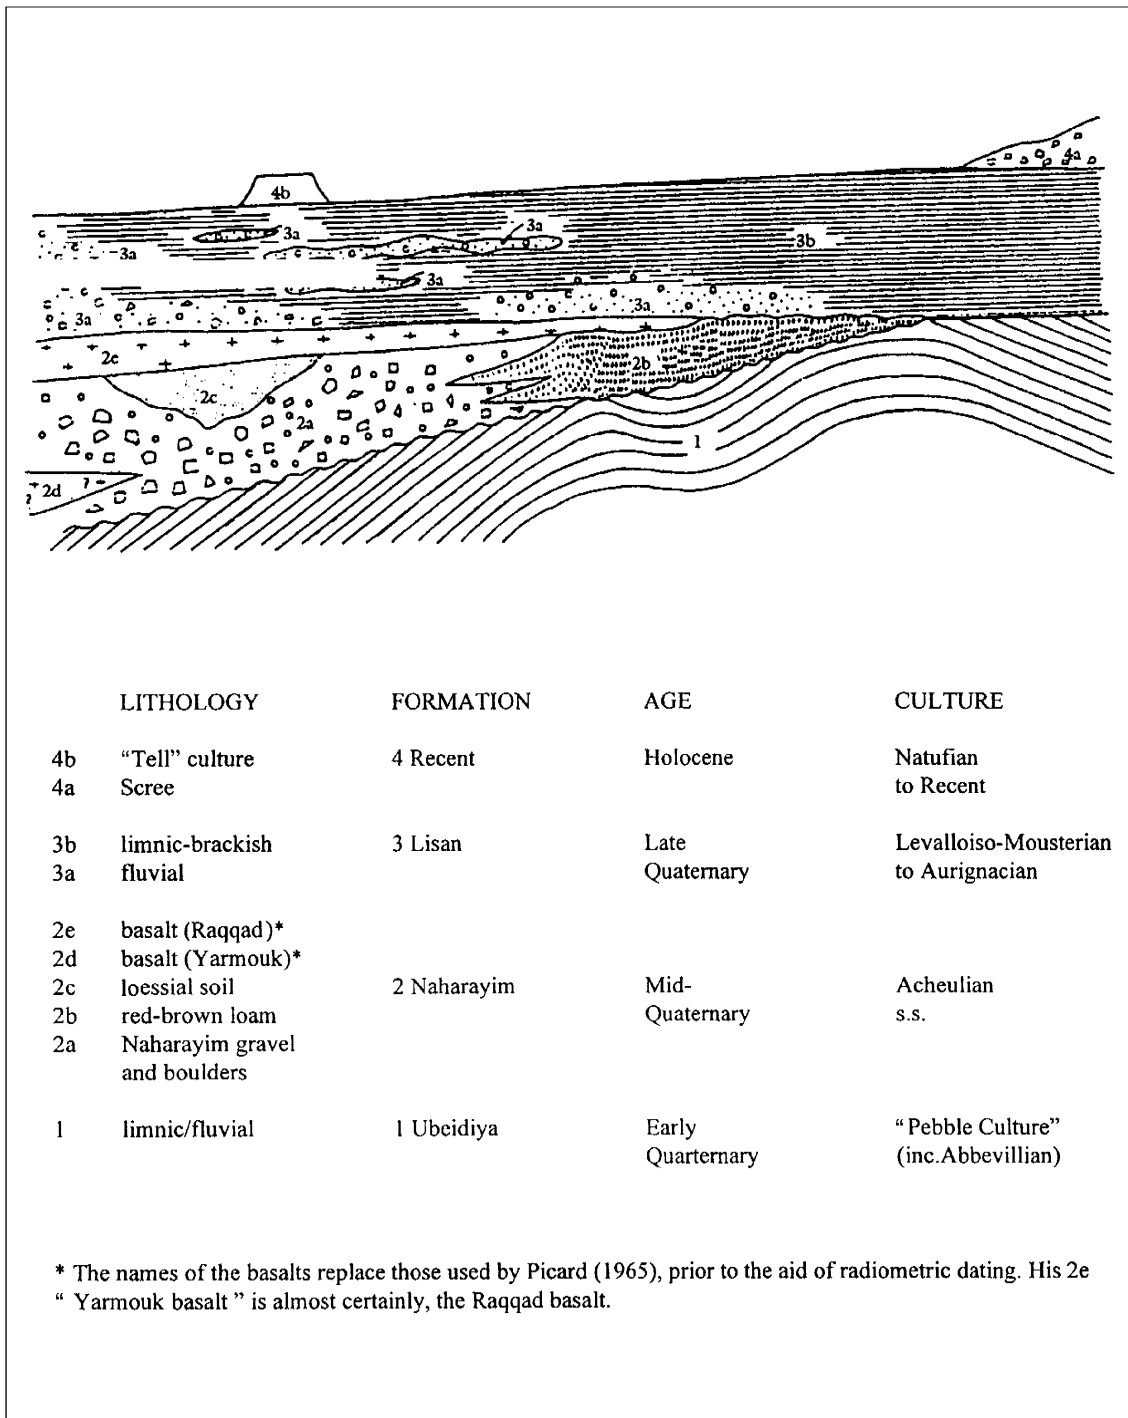 4a
4b
3a
3a
3a
3b
3a
3a
3a
2e
2b
2c
2a
1
2d
?
?
LITHOLOGY FORMATION AGE CULTURE
4b “Tell” culture 4 Recent Holocene Natufian
4a Scree to Recent
3b limnic-brackish 3 Lisan Late Levalloiso-Mousterian
3a fluvial Quaternary to Aurignacian
2e basalt (Raqqad)*
2d basalt (Yarmouk)*
2c loessial soil 2 Naharayim Mid- Acheulian
2b red-brown loam Quaternary s.s.
2a Naharayim gravel
and boulders
1 limnic/fluvial 1 Ubeidiya Early “Pebble Culture”
Quarternary (inc.Abbevillian)
* The names of the basalts replace those used by Picard (1965), prior to the aid of radiometric dating. His 2e
“ Yarmouk basalt ” is almost certainly, the Raqqad basalt.